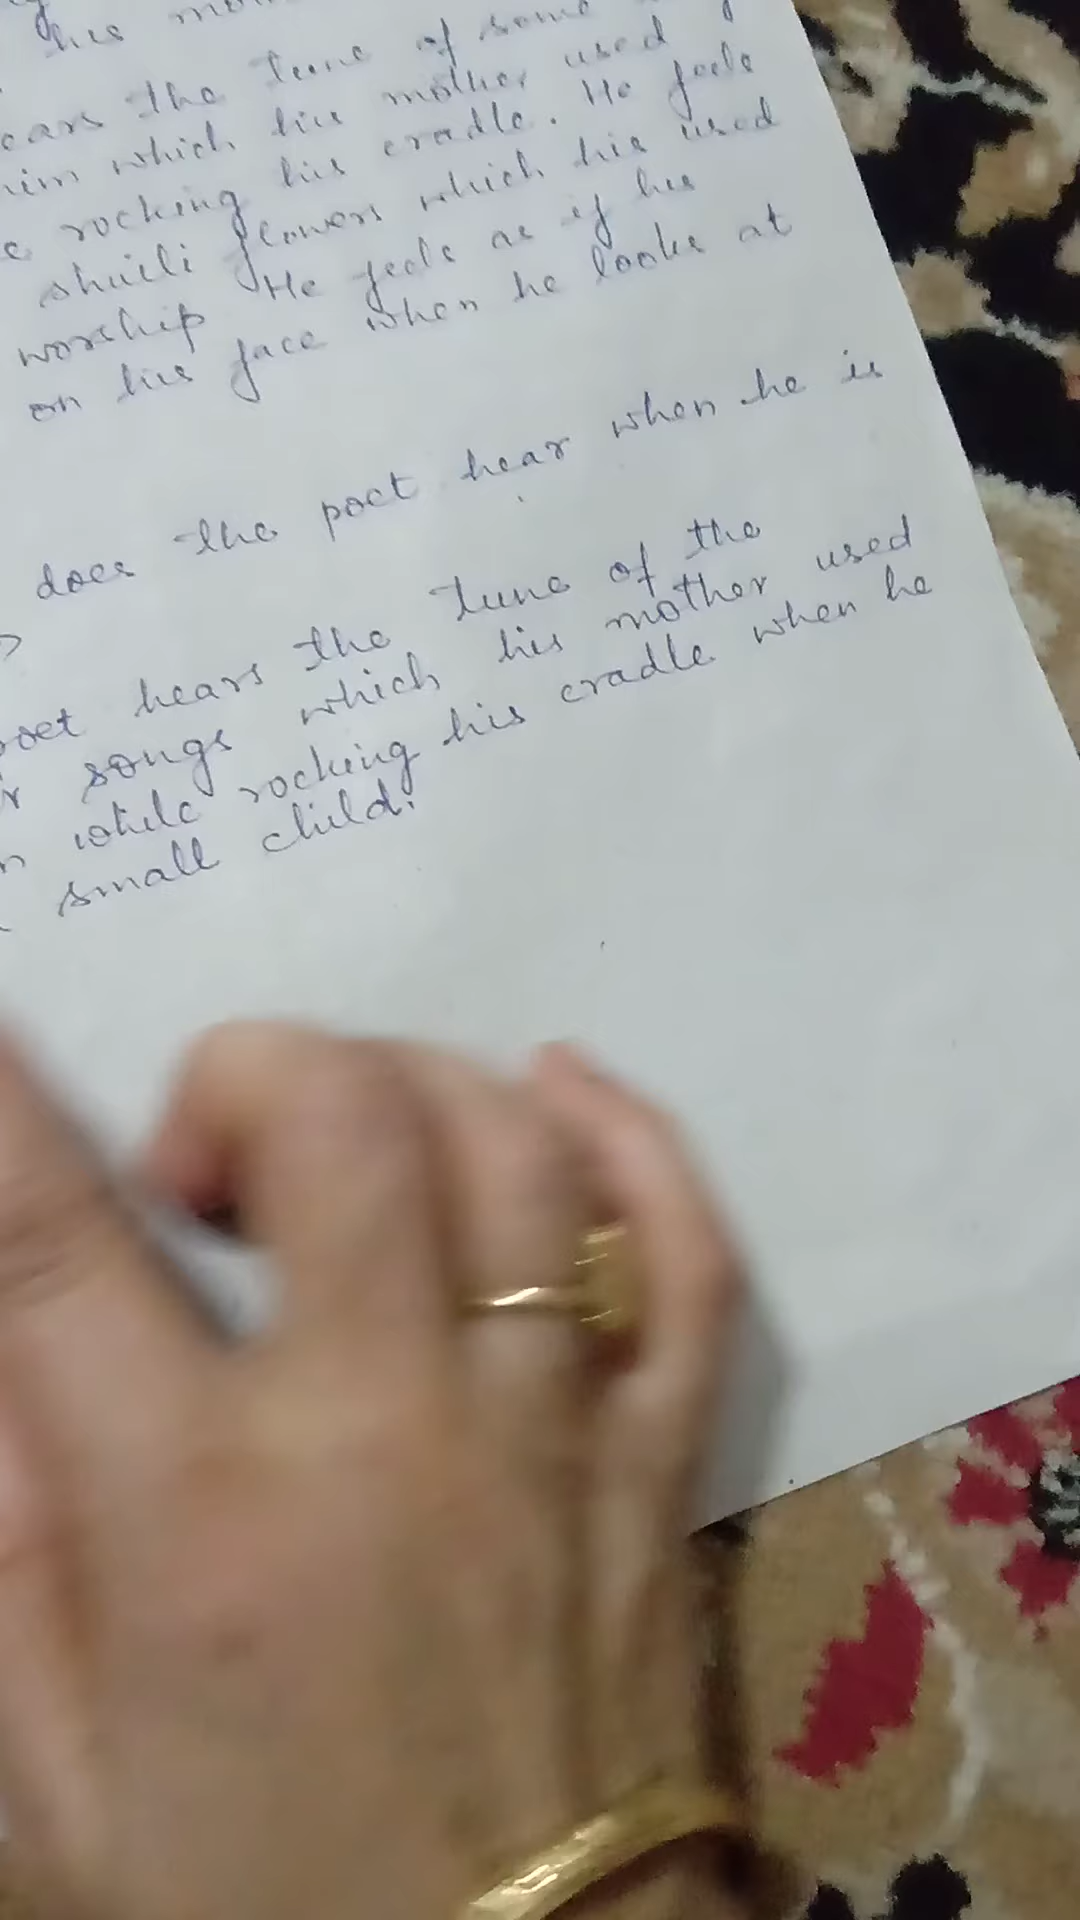 his
ears the tune of some
him which his mother used
rocking his cradle. He feels
shuili flowers which his used
worship He feels as if his
on his face when he looks at
does the poet hear when he is
poet hears the tune of the
songs which his mother used
while rocking his cradle when he
small child.